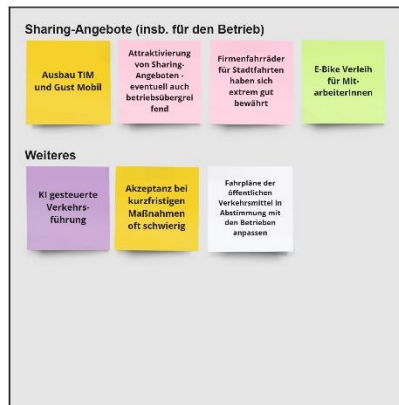 Sharing-Angebote (insb. für den Betrieb)
Ausbau TIM
und Gust Mobil
Attraktivierung
von Sharing-
Angeboten -
eventuell auch
betriebsübergrei
fend
Firmenfahrräder
für Stadtfahrten
haben sich
extrem gut
bewährt
E-Bike Verleih
für Mit-
arbeiterInnen
Weiteres
KI gesteuerte
Verkehrs-
führung
Akzeptanz bei
kurzfristigen
Maßnahmen
oft schwierig
Fahrpläne der
öffentlichen
Verkehrsmittel in
Abstimmung mit
den Betrieben
anpassen